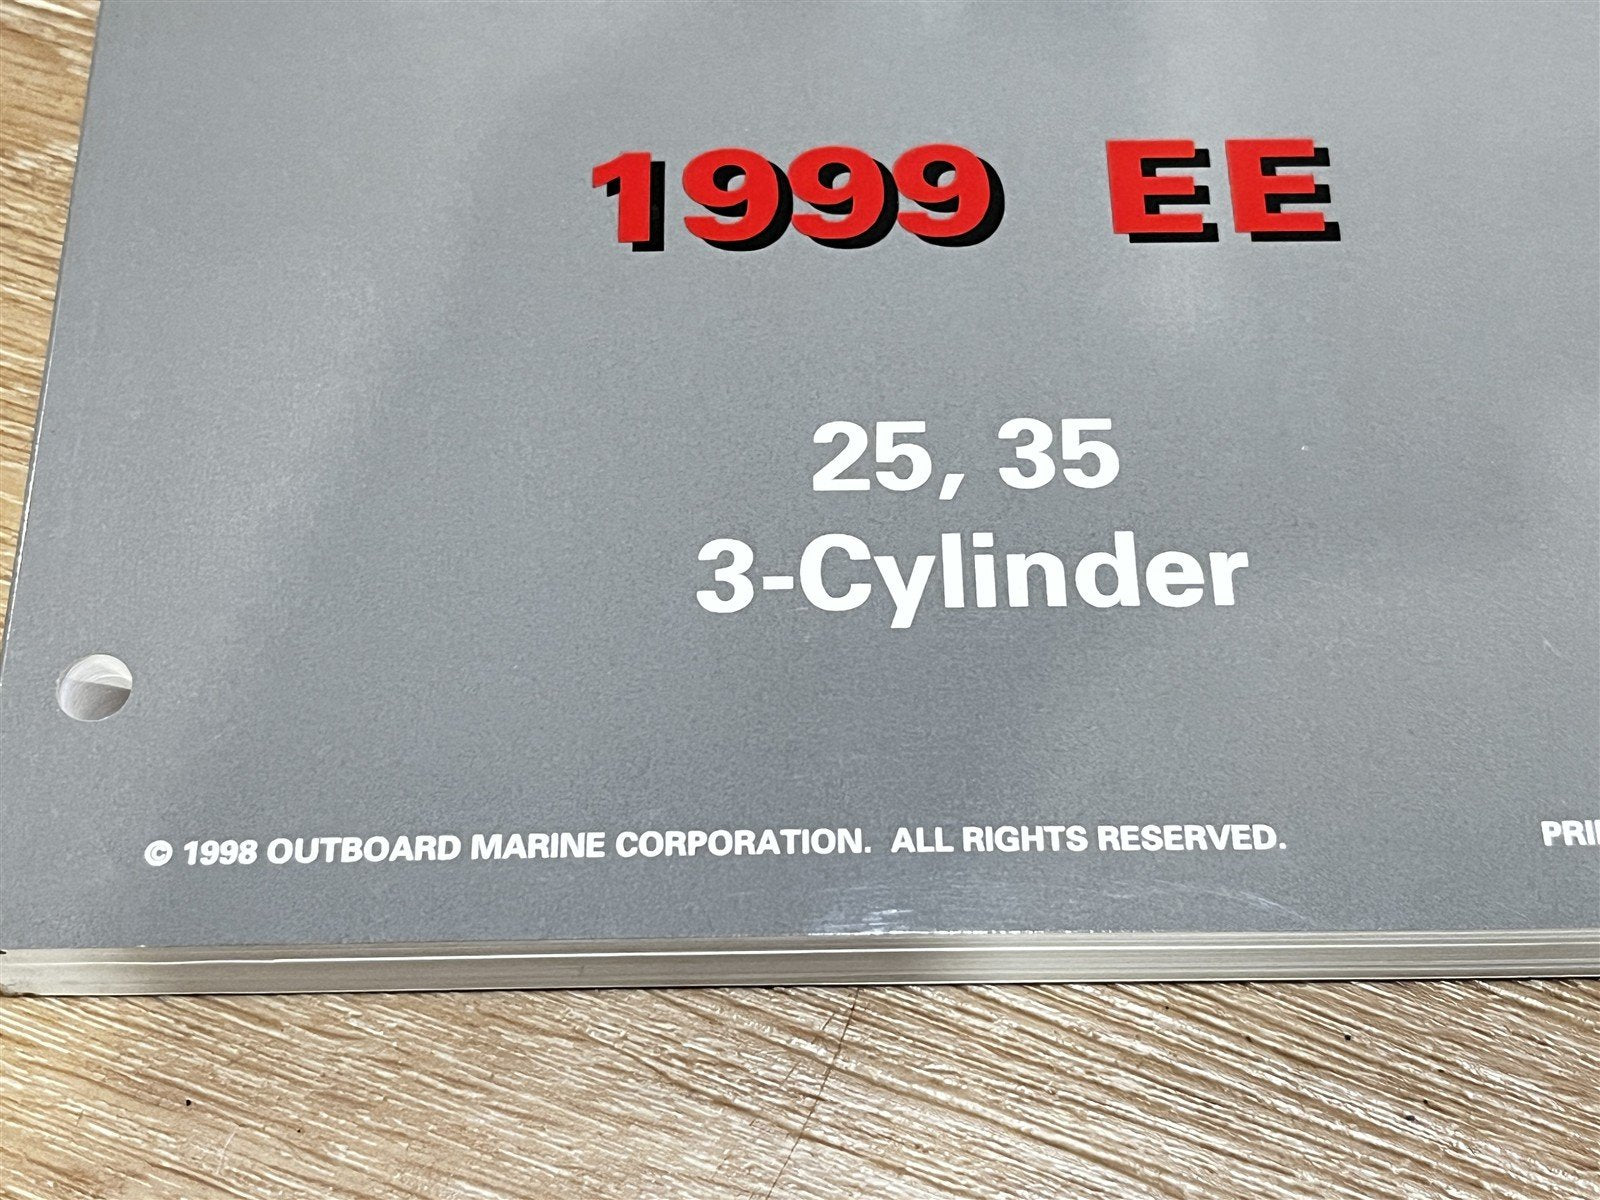 1999 EE
25, 35
3-Cylinder
© 1998 OUTBOARD MARINE CORPORATION. ALL RIGHTS RESERVED.